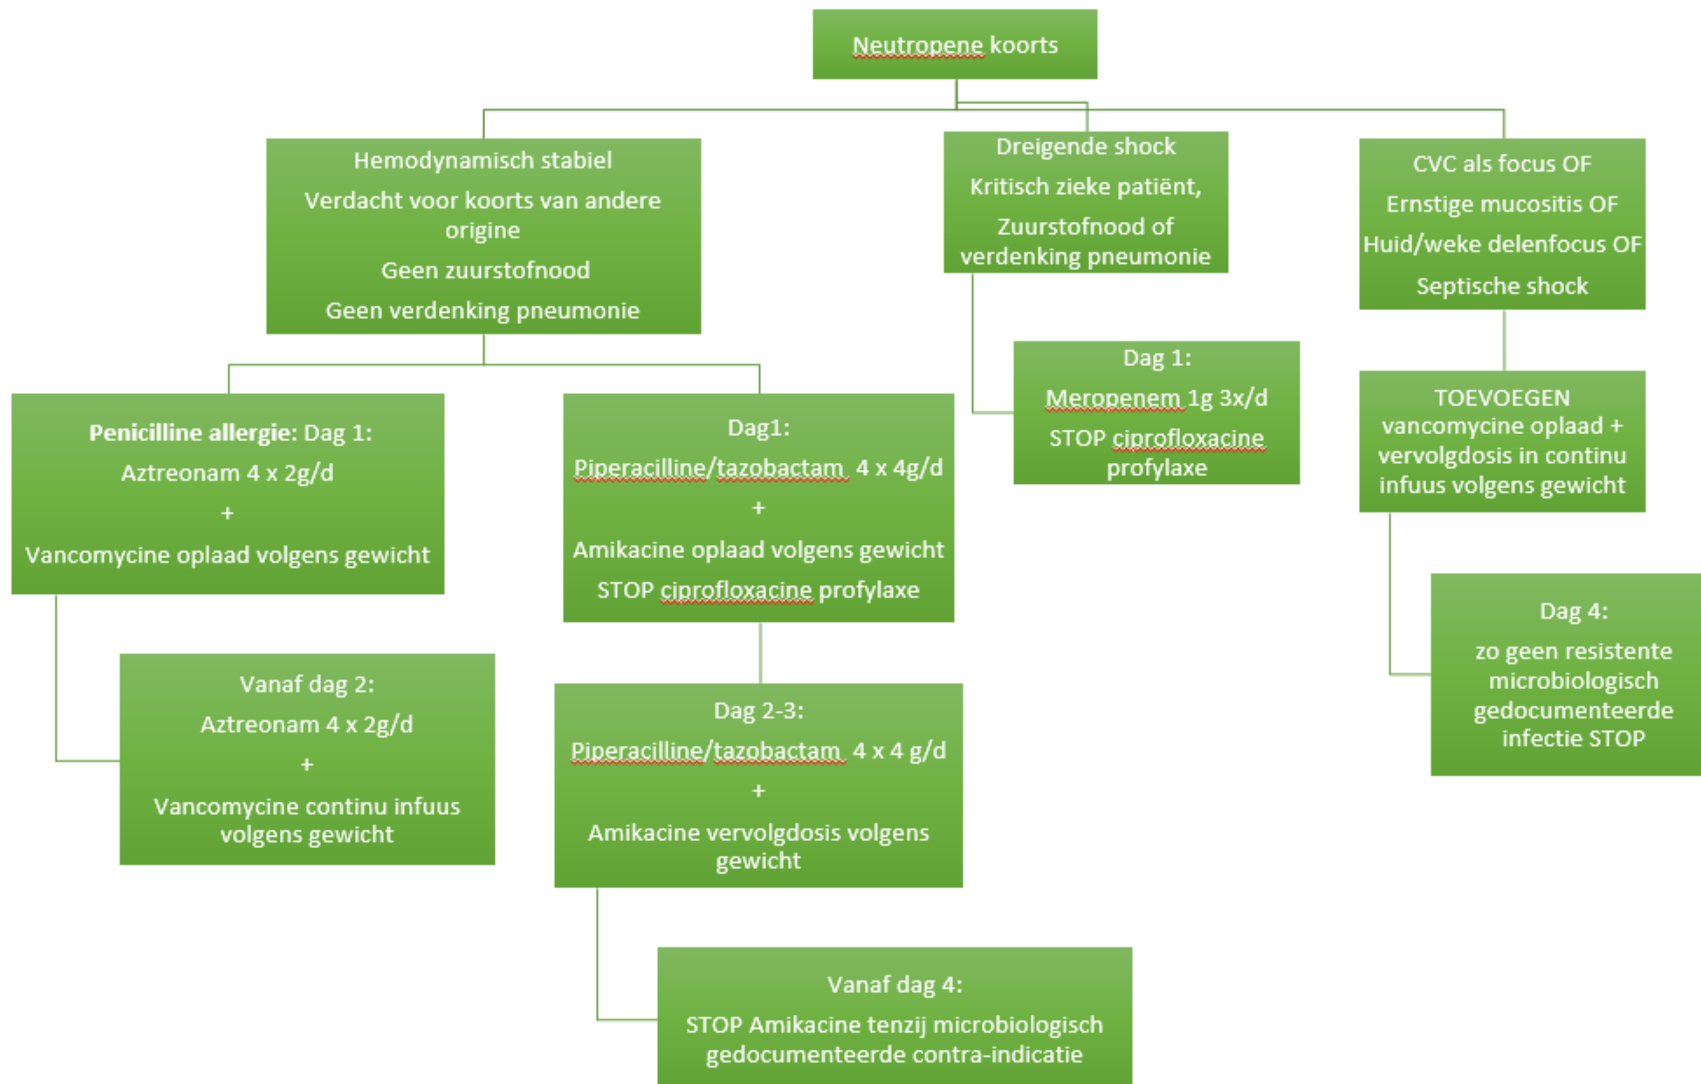 Neutropene koorts
Hemodynamisch stabiel
Verdacht voor koorts van andere
origine
Geen zuurstofnood
Geen verdenking pneumonie
Dreigende shock
Kritisch zieke patiënt,
Zuurstofnood of
verdenking pneumonie
CVC als focus OF
Ernstige mucositis OF
Huid/weke delenfocus OF
Septische shock
Penicilline allergie: Dag 1:
Aztreonam 4 x 2g/d
+
Vancomycine oplaad volgens gewicht
Dag1:
Piperacilline/tazobactam 4 x 4g/d
+
Amikacine oplaad volgens gewicht
STOP ciprofloxacine profylaxe
Dag 1:
Meropenem 1g 3x/d
STOP ciprofloxacine
profylaxe
TOEVOEGEN
vancomycine oplaad +
vervolgdosis in continu
infuus volgens gewicht
Vanaf dag 2:
Aztreonam 4 x 2g/d
+
Vancomycine continu infuus
volgens gewicht
Dag 2-3:
Piperacilline/tazobactam 4 x 4 g/d
+
Amikacine vervolgdosis volgens
gewicht
Dag 4:
zo geen resistente
microbiologisch
gedocumenteerde
infectie STOP
Vanaf dag 4:
STOP Amikacine tenzij microbiologisch
gedocumenteerde contra-indicatie